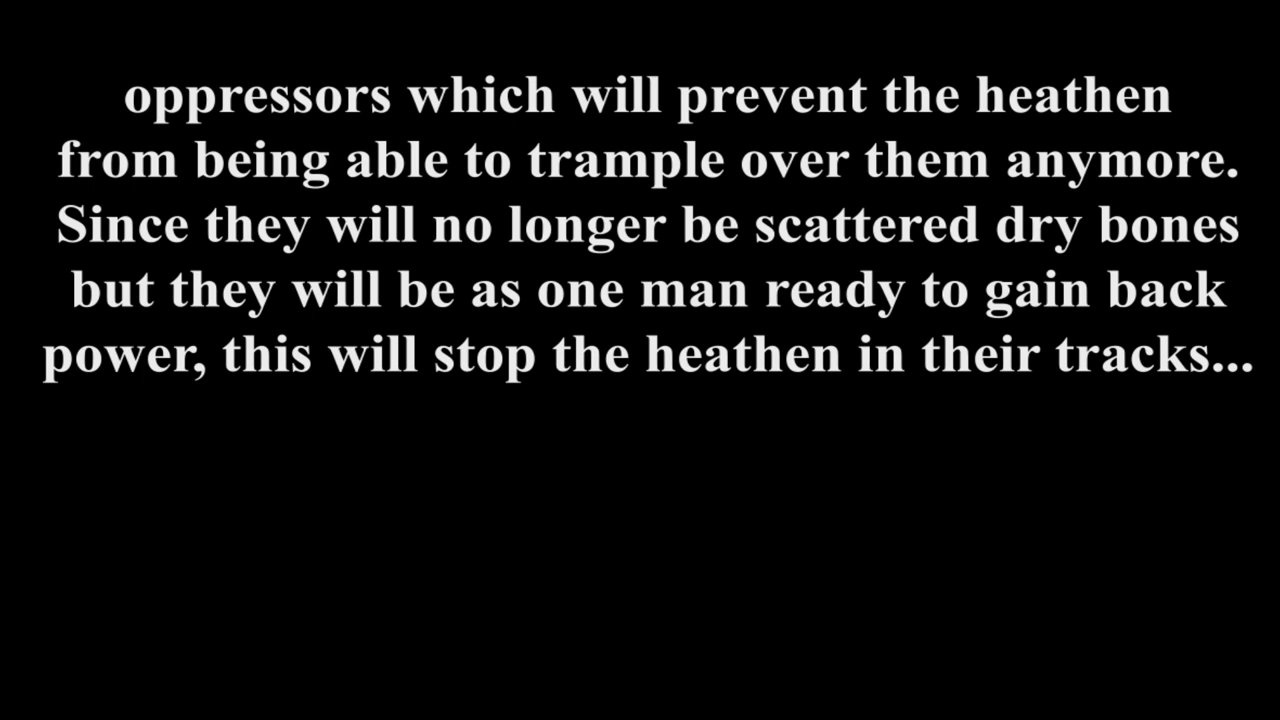 oppressors which will prevent the heathen
from being able to trample over them anymore.
Since they will no longer be scattered dry bones
but they will be as one man ready to gain back
power, this will stop the heathen in their tracks...